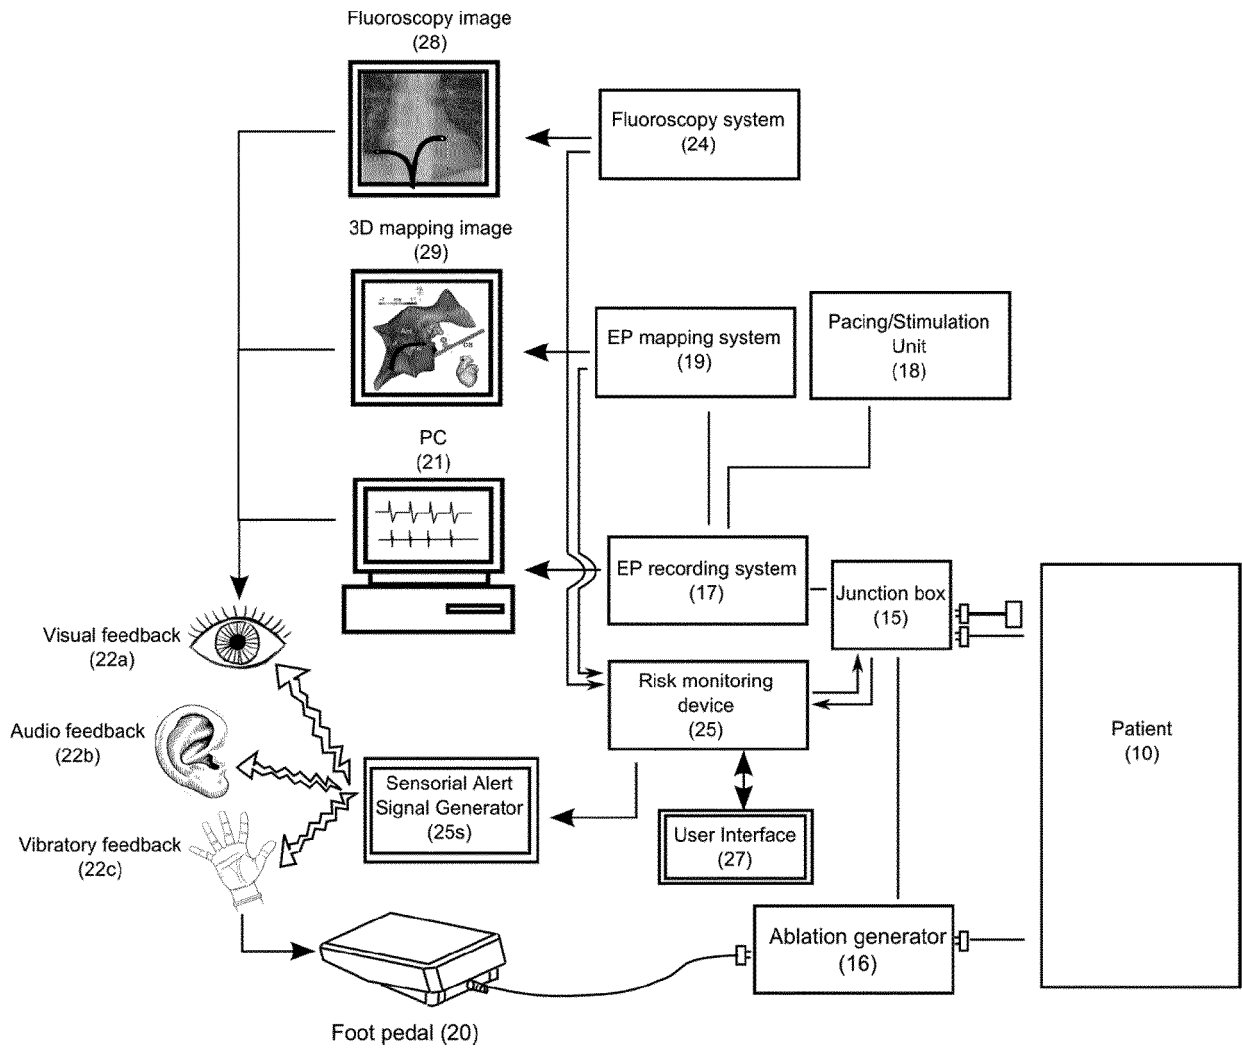 Fluoroscopy image
(28)
Fluoroscopy system
(24)
3D mapping image
(29)
EP mapping system
(19)
Pacing/Stimulation
Unit
(18)
PC
(21)
EP recording system
(17)
Junction box
(15)
Visual feedback
(22a)
Risk monitoring
device
(25)
Audio feedback
(22b)
Patient
(10)
Sensorial Alert
Signal Generator
(25s)
User Interface
(27)
Vibratory feedback
(22c)
Ablation generator
(16)
Foot pedal (20)